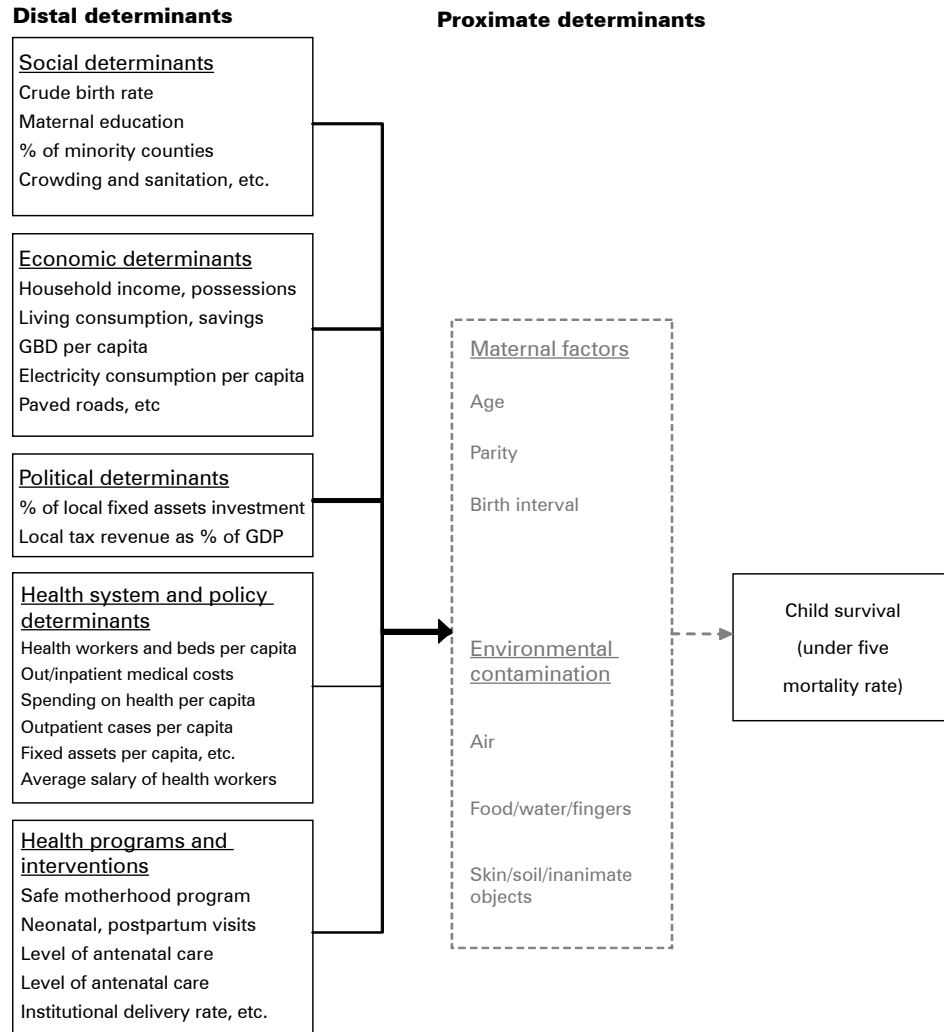 Distal determinants
Proximate determinants
Social determinants
Crude birth rate
Maternal education
% of minority counties
Crowding and sanitation, etc.
Economic determinants
Household income, possessions
Living consumption, savings
GBD per capita
Electricity consumption per capita
Paved roads, etc
Political determinants
% of local fixed assets investment
Local tax revenue as % of GDP
Health system and policy
determinants
Health workers and beds per capita
Out/inpatient medical costs
Spending on health per capita
Outpatient cases per capita
Fixed assets per capita, etc.
Average salary of health workers
Health programs and
interventions
Safe motherhood program
Neonatal, postpartum visits
Level of antenatal care
Level of antenatal care
Institutional delivery rate, etc.
Maternal factors
Age
Parity
Birth interval
Environmental
contamination
Air
Food/water/fingers
Skin/soil/inanimate
objects
Child survival
(under five
mortality rate)